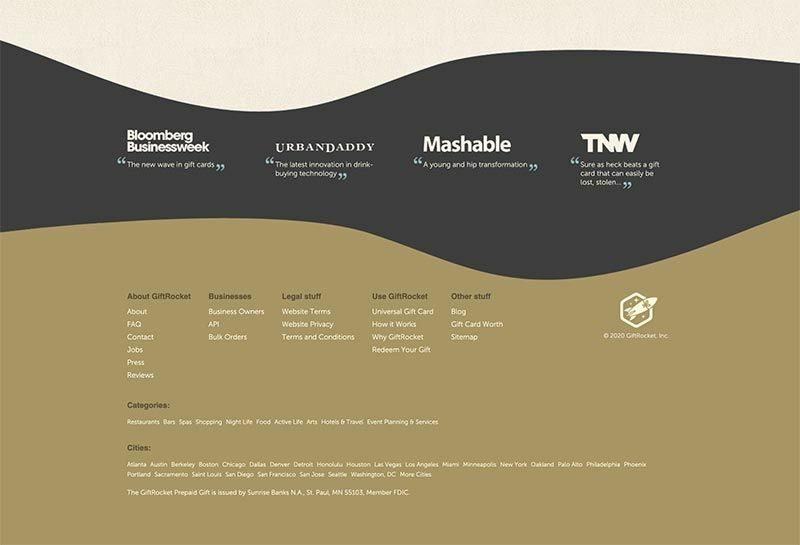 Bloomberg
Businessweek
“The new wave in gift cards„
URBANDADDY
“The latest innovation in drink-
buying technology„
Mashable
“A young and hip transformation„
TNW
“Sure as heck beats a gift
card that can easily be
lost, stolen...„
About GiftRocket
About
FAQ
Contact
Jobs
Press
Reviews
Businesses
Business Owners
API
Bulk Orders
Legal stuff
Website Terms
Website Privacy
Terms and Conditions
Use GiftRocket
Universal Gift Card
How it Works
Why GiftRocket
Redeem Your Gift
Other stuff
Blog
Gift Card Worth
Sitemap
© 2020 GiftRocket, Inc.
Categories:
Restaurants Bars Spas Shopping Night Life Food Active Life Arts Hotels & Travel Event Planning & Services
Cities:
Atlanta Austin Berkeley Boston Chicago Dallas Denver Detroit Honolulu Houston Las Vegas Los Angeles Miami Minneapolis New York Oakland Palo Alto Philadelphia Phoenix
Portland Sacramento Saint Louis San Diego San Francisco San Jose Seattle Washington, DC More Cities
The GiftRocket Prepaid Gift is issued by Sunrise Banks N.A., St. Paul, MN 55103, Member FDIC.